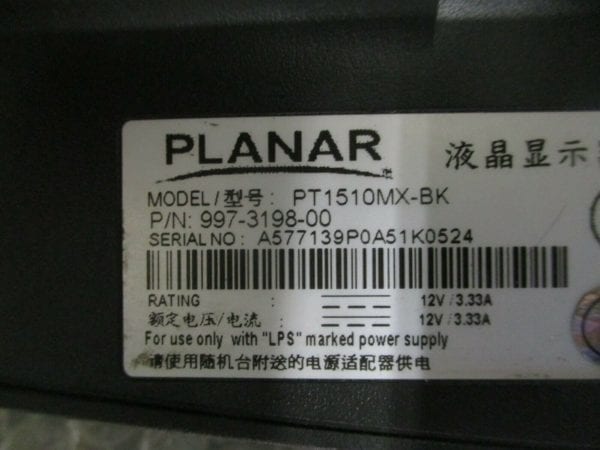 PLANAR
液晶显示器
MODEL/型号: PT1510MX-BK
P/N: 997-3198-00
SERIAL NO: A577139P0A51K0524
RATING : 12V/3.33A
额定电压/电流 : 12V/3.33A
For use only with "LPS" marked power supply
请使用随机台附送的电源适配器供电